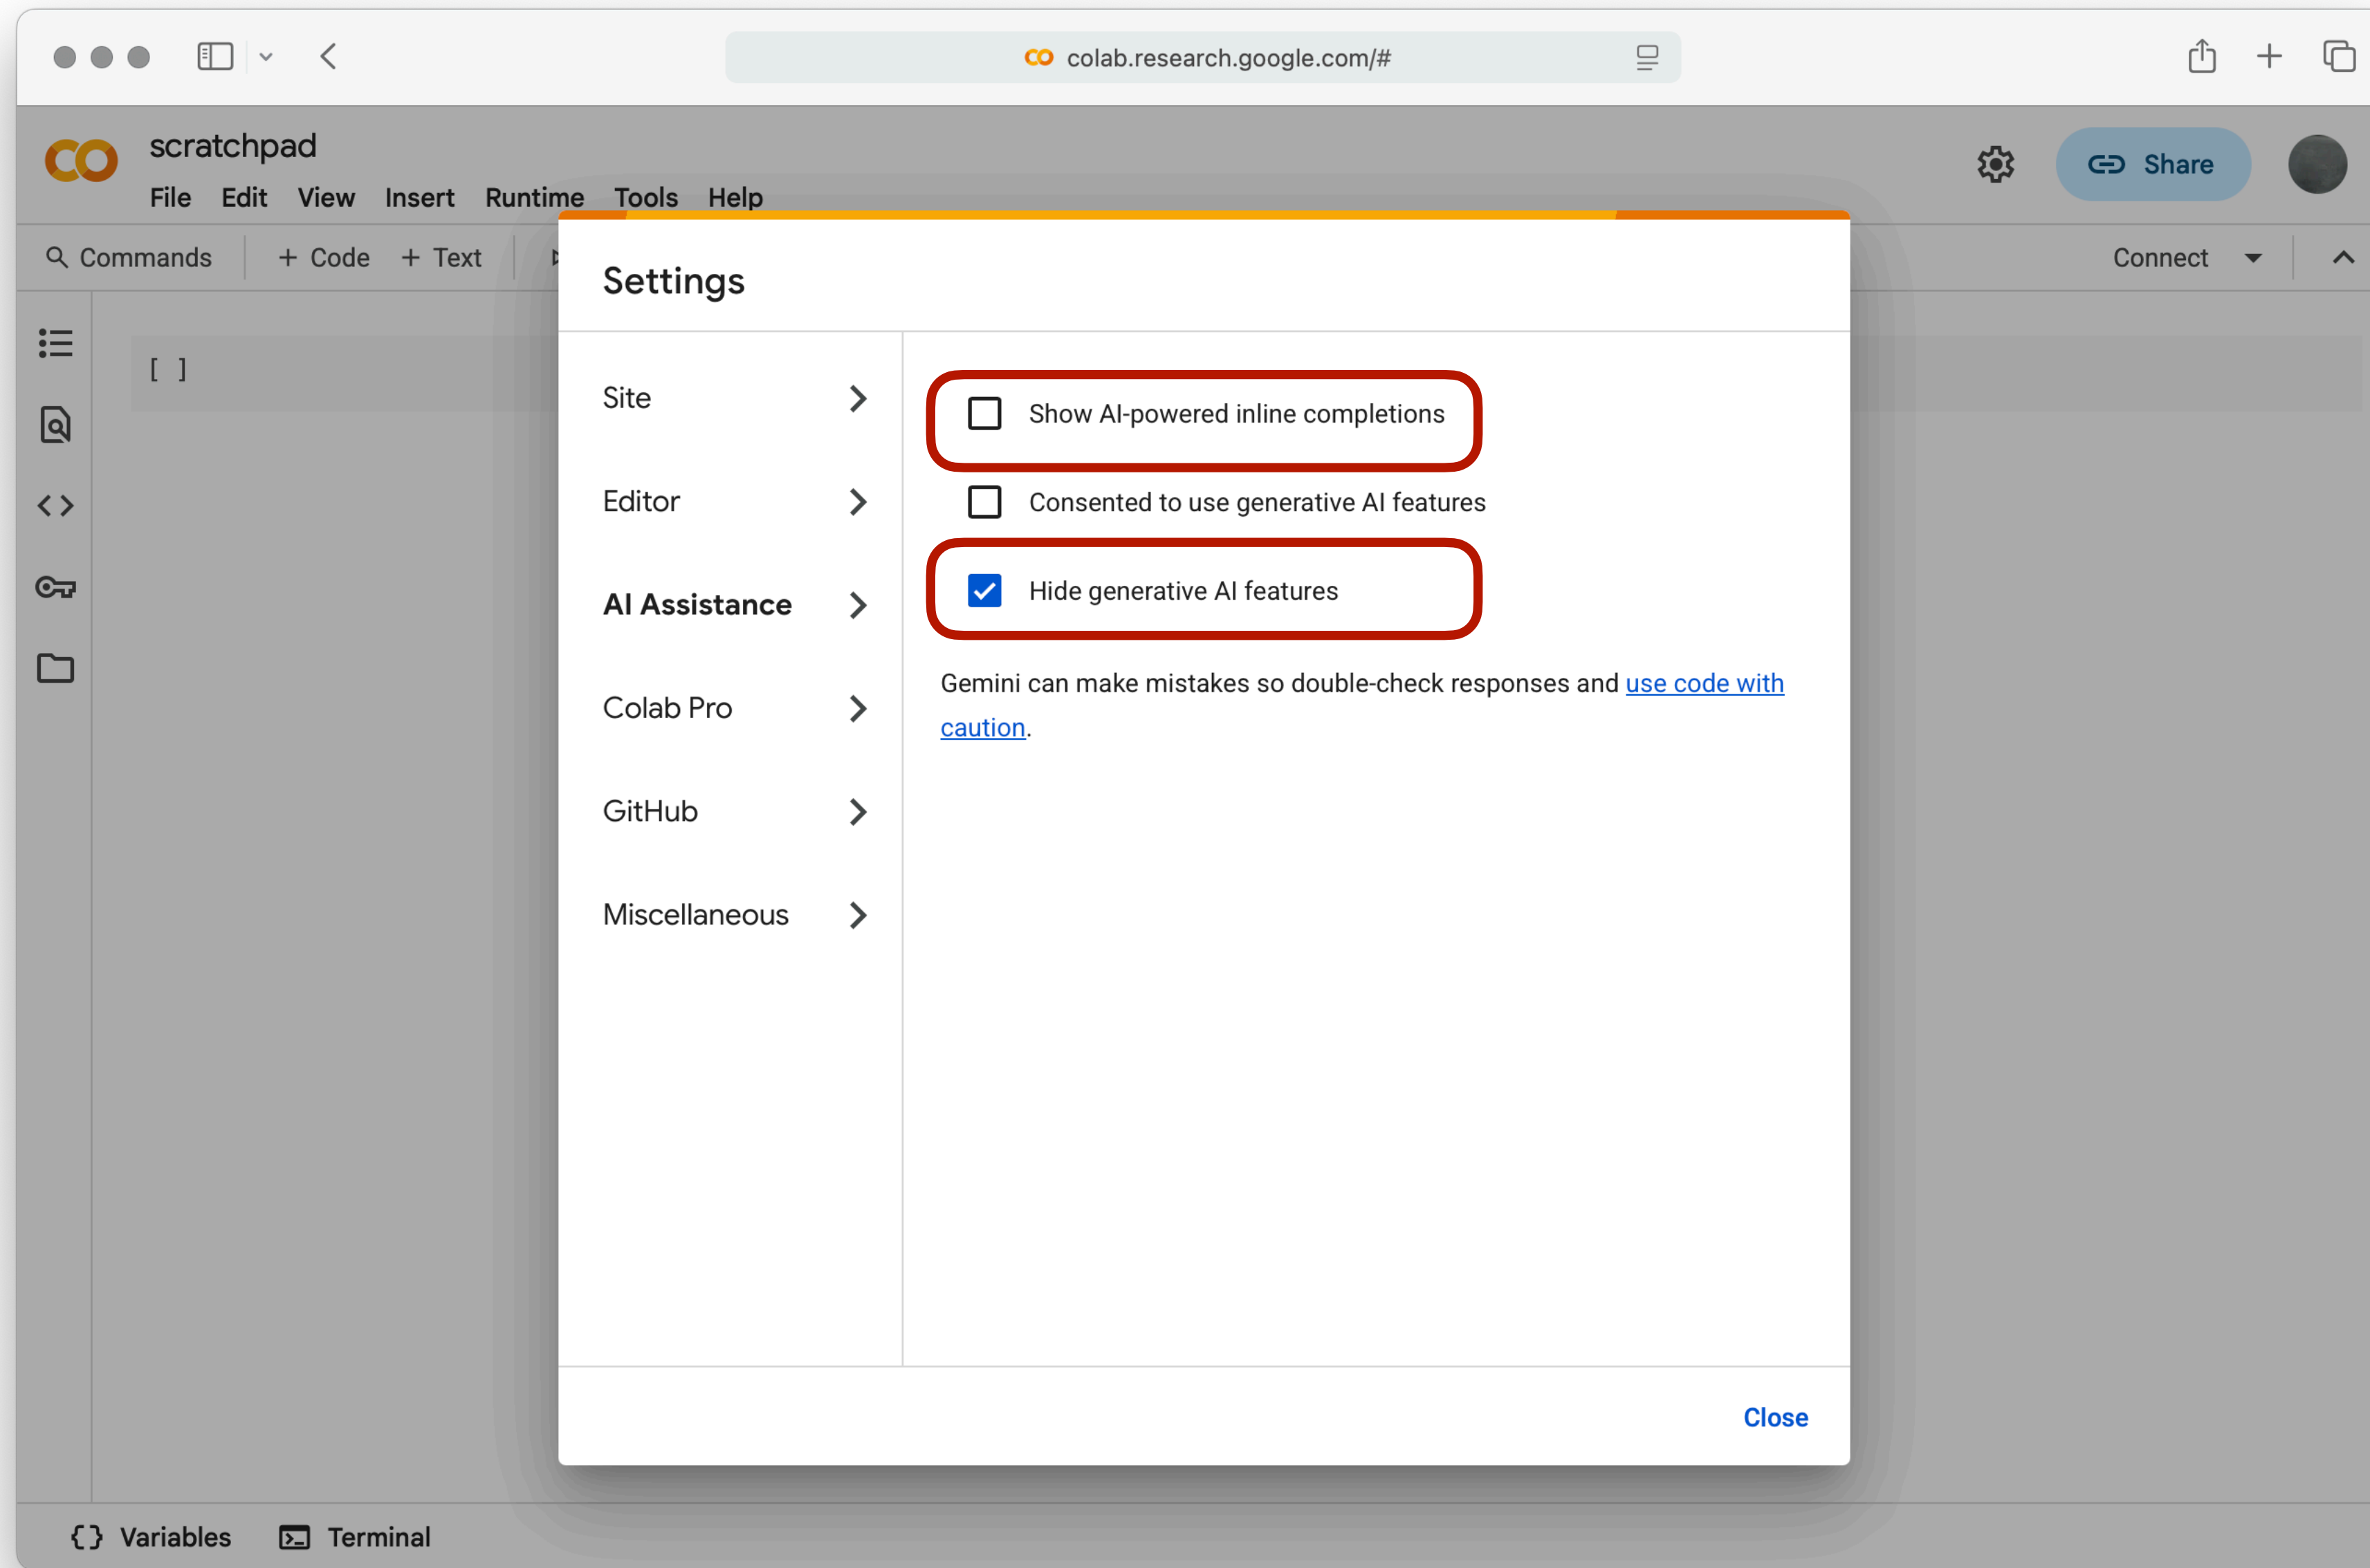 colab.research.google.com/#
scratchpad
File Edit View Insert Runtime Tools Help
Share
Commands + Code + Text
Connect
[ ]
Settings
Site
Editor
AI Assistance
Colab Pro
GitHub
Miscellaneous
Show AI-powered inline completions
Consented to use generative AI features
Hide generative AI features
Gemini can make mistakes so double-check responses and use code with
caution.
Close
{} Variables
Terminal